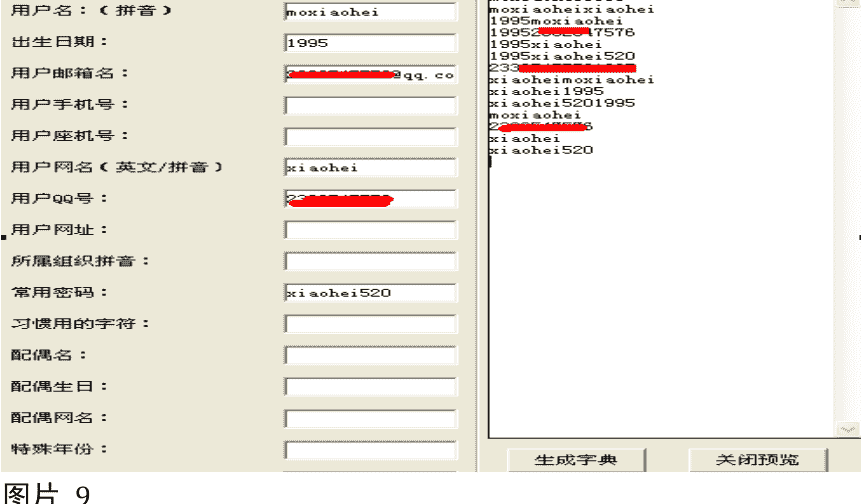 用户名：（拼音） moxiaohei
出生日期： 1995
用户邮箱名： @qq.co
用户手机号：
用户座机号：
用户网名（英文/拼音） xiaohei
用户QQ号：
用户网址：
所属组织拼音：
常用密码： xiaohei520
习惯用的字符：
配偶名：
配偶生日：
配偶网名：
特殊年份：
moxiaoheixiaohei
1995moxiaohei
1995xiaohei
1995xiaohei520
xiaoheimoxiaohei
xiaohei1995
xiaohei5201995
moxiaohei
xiaohei
xiaohei520
生成字典 关闭预览
图片 9